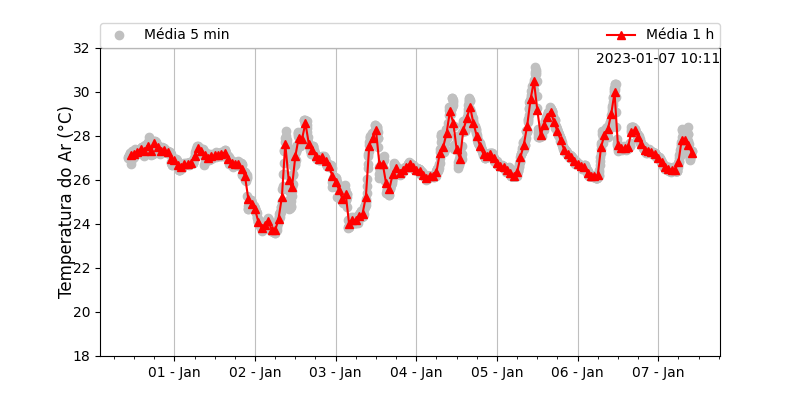 Média 5 min
Média 1 h
2023-01-07 10:11
Temperatura do Ar (°C)
32
30
28
26
24
22
20
18
01 - Jan
02 - Jan
03 - Jan
04 - Jan
05 - Jan
06 - Jan
07 - Jan